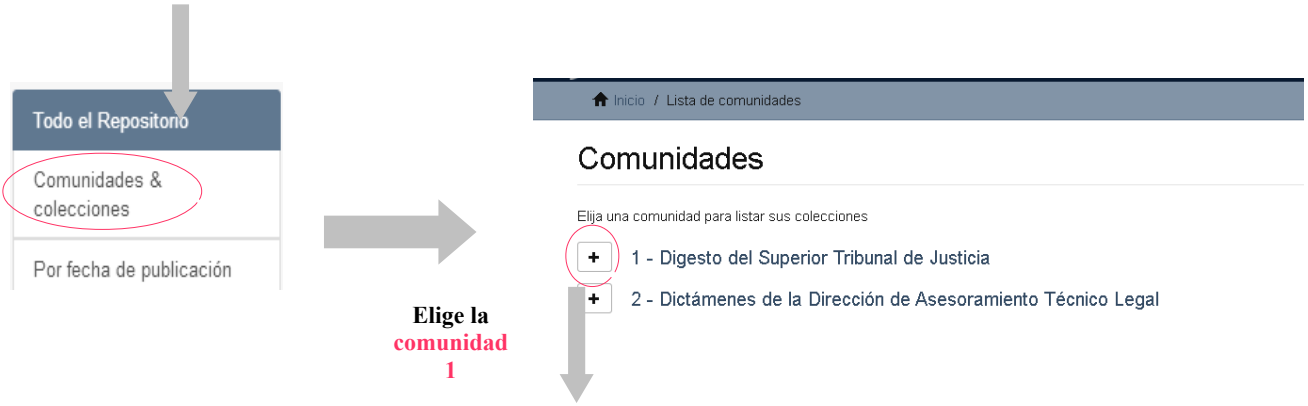 Todo el Repositorio
Comunidades &
colecciones
Por fecha de publicación
Elige la
comunidad
1
Inicio / Lista de comunidades
Comunidades
Elija una comunidad para listar sus colecciones
+ 1 - Digesto del Superior Tribunal de Justicia
+ 2 - Dictámenes de la Dirección de Asesoramiento Técnico Legal